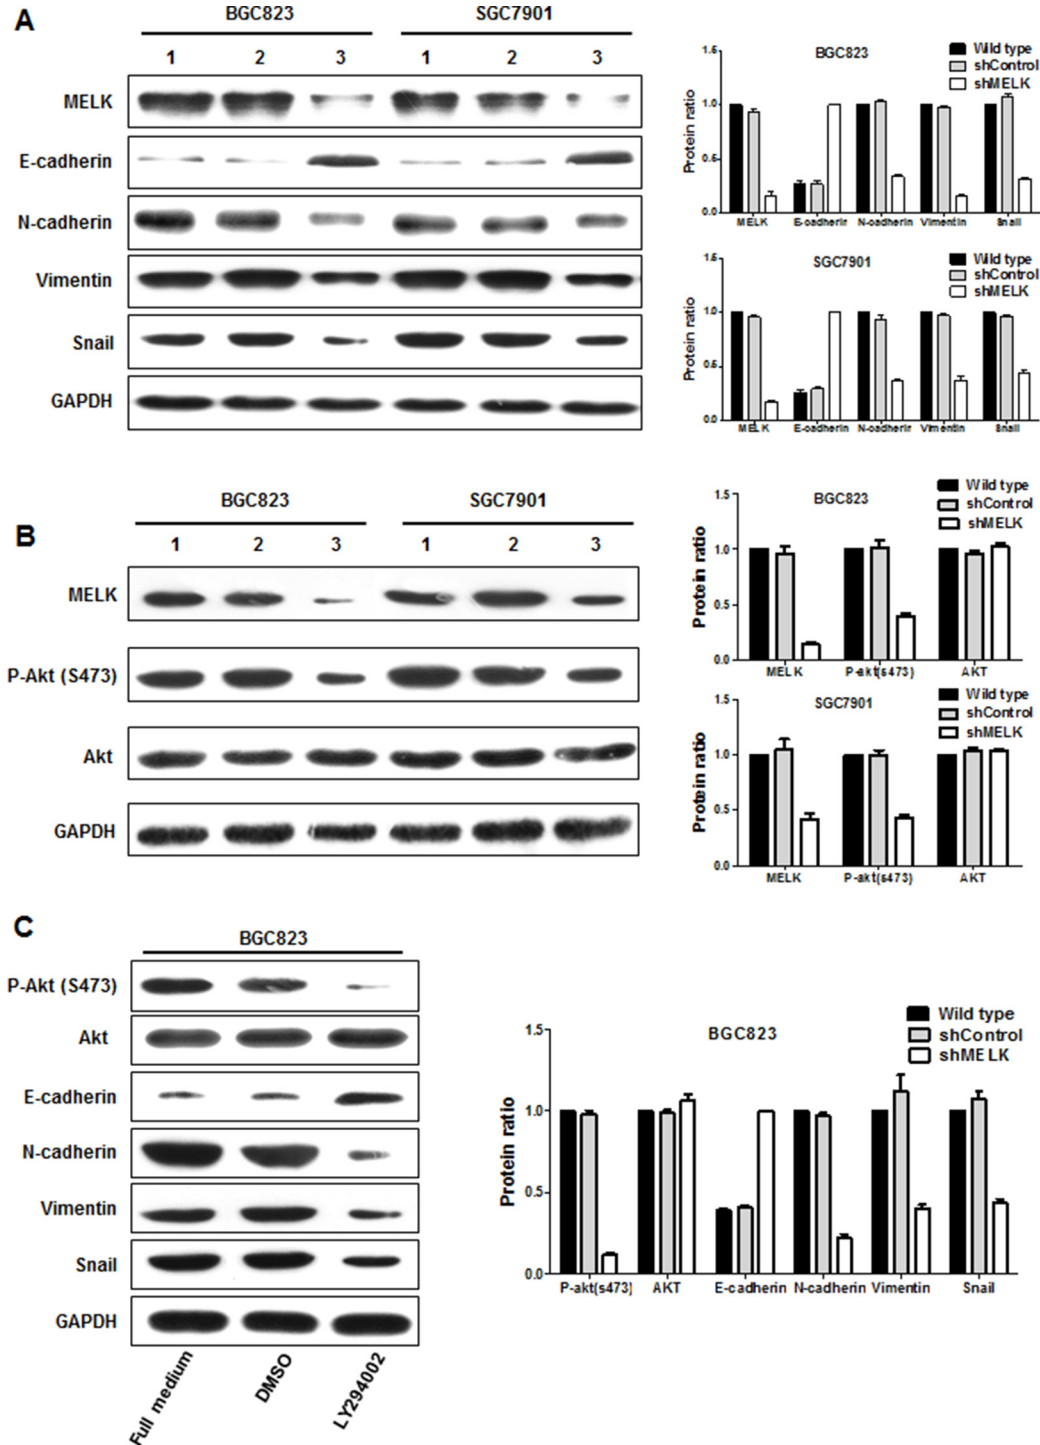 A
BGC823
SGC7901
1 2 3 1 2 3
MELK
E-cadherin
N-cadherin
Vimentin
Snail
GAPDH
BGC823
Wild type
shControl
shMELK
Protein ratio
1.5
1.0
0.5
0.0
MELK E-cadherin N-cadherin Vimentin Snail
SGC7901
Wild type
shControl
shMELK
Protein ratio
1.5
1.0
0.5
0.0
MELK E-cadherin N-cadherin Vimentin Snail
B
BGC823
SGC7901
1 2 3 1 2 3
MELK
P-Akt (S473)
Akt
GAPDH
BGC823
Wild type
shControl
shMELK
Protein ratio
1.5
1.0
0.5
0.0
MELK P-akt(s473) AKT
SGC7901
Wild type
shControl
shMELK
Protein ratio
1.5
1.0
0.5
0.0
MELK P-akt(s473) AKT
C
BGC823
P-Akt (S473)
Akt
E-cadherin
N-cadherin
Vimentin
Snail
GAPDH
Full medium
DMSO
LY294002
BGC823
Wild type
shControl
shMELK
Protein ratio
1.5
1.0
0.5
0.0
P-akt(s473) AKT E-cadherin N-cadherin Vimentin Snail